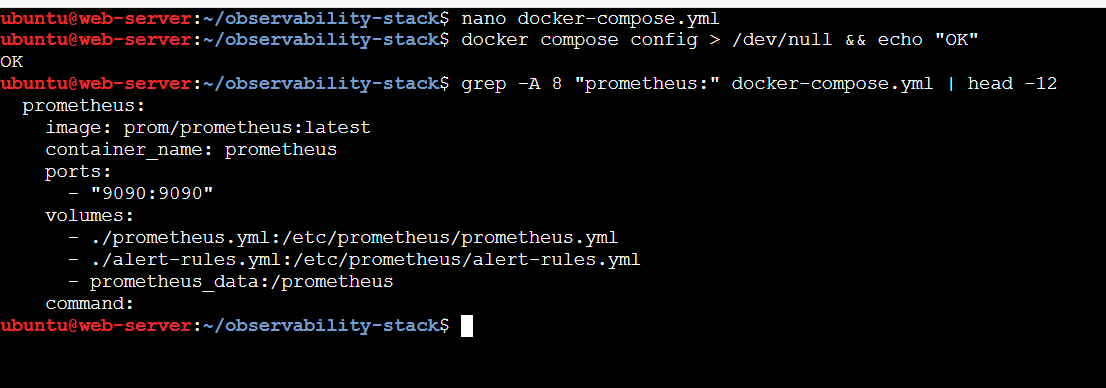 ubuntu@web-server:~/observability-stack$ nano docker-compose.yml
ubuntu@web-server:~/observability-stack$ docker compose config > /dev/null && echo "OK"
OK
ubuntu@web-server:~/observability-stack$ grep -A 8 "prometheus:" docker-compose.yml | head -12
  prometheus:
    image: prom/prometheus:latest
    container_name: prometheus
    ports:
      - "9090:9090"
    volumes:
      - ./prometheus.yml:/etc/prometheus/prometheus.yml
      - ./alert-rules.yml:/etc/prometheus/alert-rules.yml
      - prometheus_data:/prometheus
    command:
ubuntu@web-server:~/observability-stack$